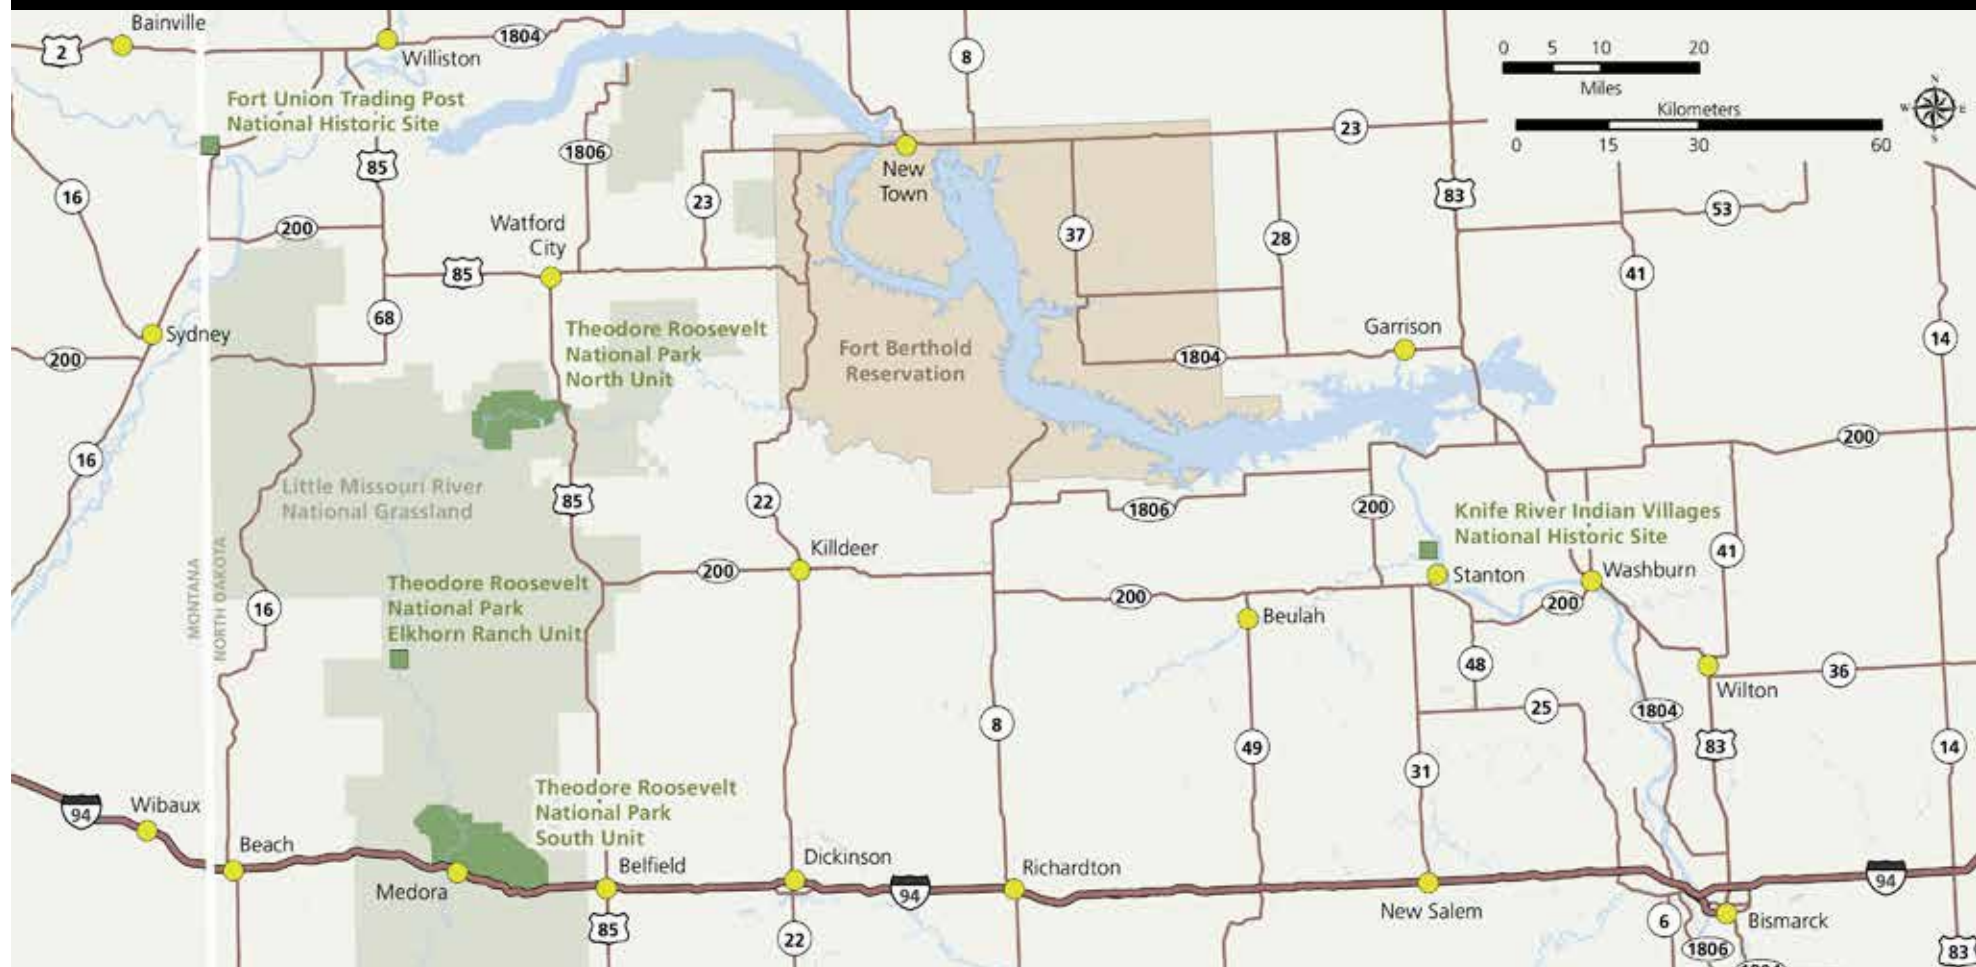 Bainville
2
Williston
1804
8
0 5 10 20
Miles
Kilometers
0 15 30 60
N
W E
S
Fort Union Trading Post
National Historic Site
85
1806
23
16
New
Town
23
83
53
200
Watford
City
37
28
41
85
68
Sydney
200
Theodore Roosevelt
National Park
North Unit
Fort Berthold
Reservation
Garrison
1804
14
16
200
Little Missouri River
National Grassland
85
22
1806
200
Knife River Indian Villages
National Historic Site
41
MONTANA
NORTH DAKOTA
Killdeer
200
Theodore Roosevelt
National Park
Elkhorn Ranch Unit
16
200
Stanton
Washburn
200
Beulah
48
36
Wilton
25
1804
8
49
31
83
14
Theodore Roosevelt
National Park
South Unit
94
Wibaux
Beach
Medora
Belfield
Dickinson
94
Richardton
New Salem
94
85
22
6
Bismarck
1806
83